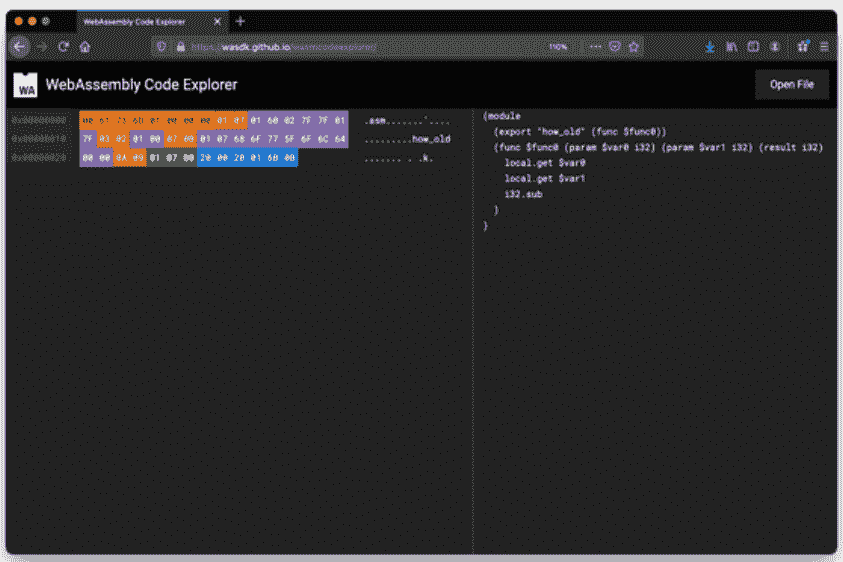 WebAssembly Code Explorer
https://wasdk.github.io/wasmcodeexplorer/
110%
WA
WebAssembly Code Explorer
Open File
0x00000000 00 61 73 6D 01 00 00 00 01 07 01 60 02 7F 7F 01 .asm.......`....
0x00000010 7F 03 02 01 00 07 0B 01 07 68 6F 77 5F 6F 6C 64 .........how_old
0x00000020 00 00 0A 09 01 07 00 20 00 20 01 6B 0B ....... . .k.
(module
(export "how_old" (func $func0))
(func $func0 (param $var0 i32) (param $var1 i32) (result i32)
local.get $var0
local.get $var1
i32.sub
)
)